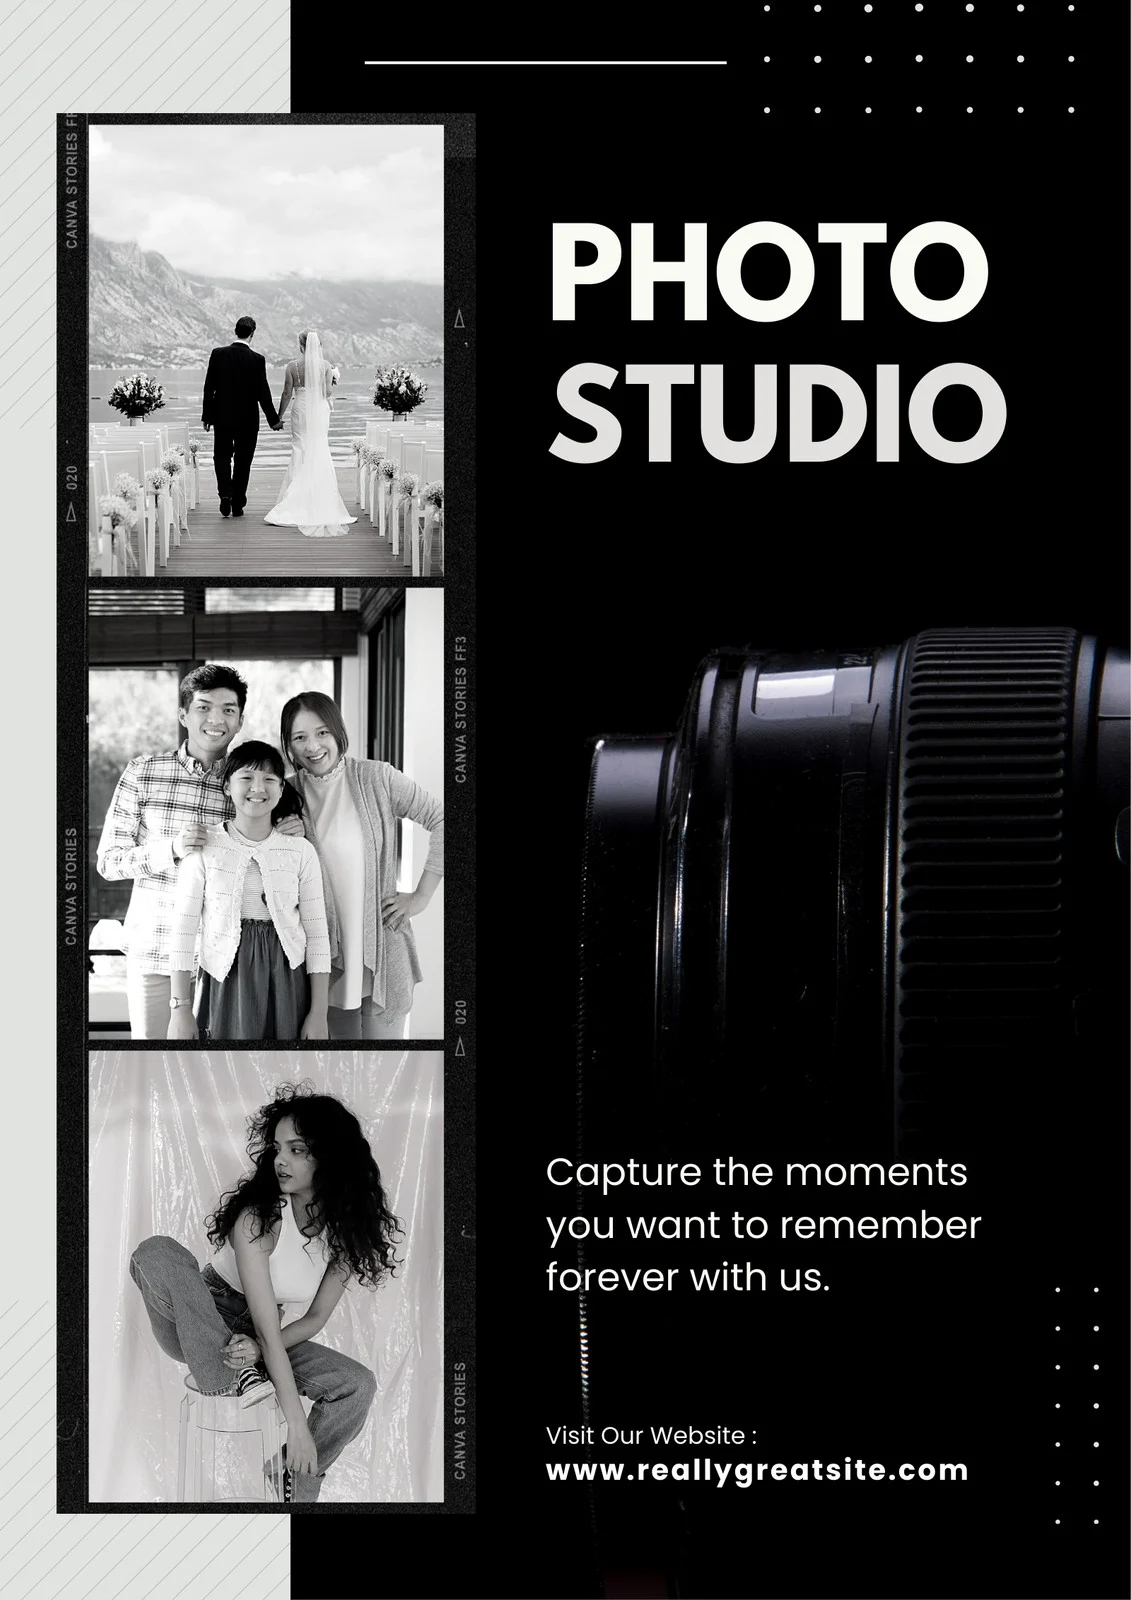 CANVA STORIES FF
020
CANVA STORIES
CANVA STORIES FF3
020
CANVA STORIES
PHOTO
STUDIO
Capture the moments
you want to remember
forever with us.
Visit Our Website :
www.reallygreatsite.com